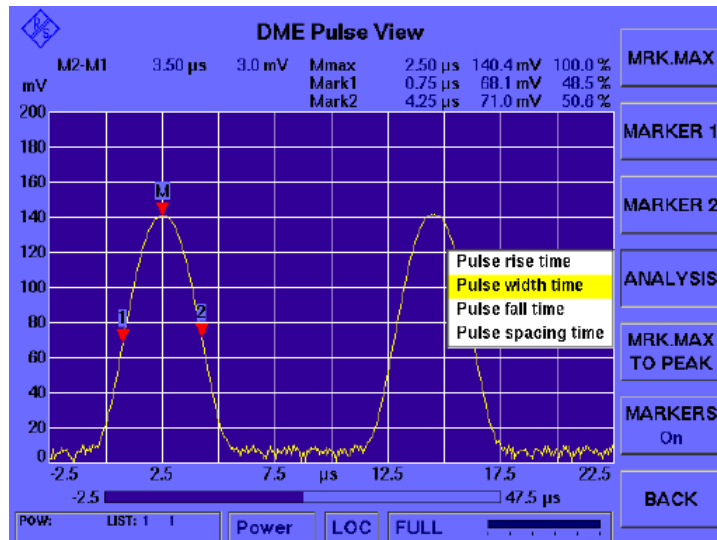 R&S
DME Pulse View
M2-M1 3.50 µs 3.0 mV Mmax 2.50 µs 140.4 mV 100.0 %
Mark1 0.75 µs 68.1 mV 48.5 %
Mark2 4.25 µs 71.0 mV 50.6 %
mV
200
180
160
140
120
100
80
60
40
20
0
M
1
2
Pulse rise time
Pulse width time
Pulse fall time
Pulse spacing time
-2.5 2.5 7.5 µs 12.5 17.5 22.5
-2.5 47.5 µs
POW: LIST: 1 1 Power LOC FULL
MRK.MAX
MARKER 1
MARKER 2
ANALYSIS
MRK.MAX
TO PEAK
MARKERS
On
BACK